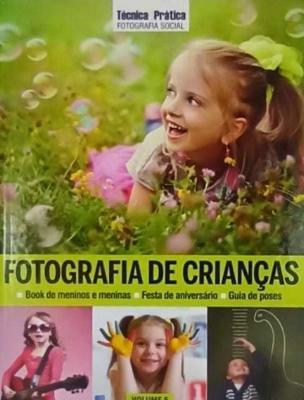 Técnica & Prática
FOTOGRAFIA SOCIAL
FOTOGRAFIA DE CRIANÇAS
▪ Book de meninos e meninas ▪ Festa de aniversário ▪ Guia de poses
VOLUME 5